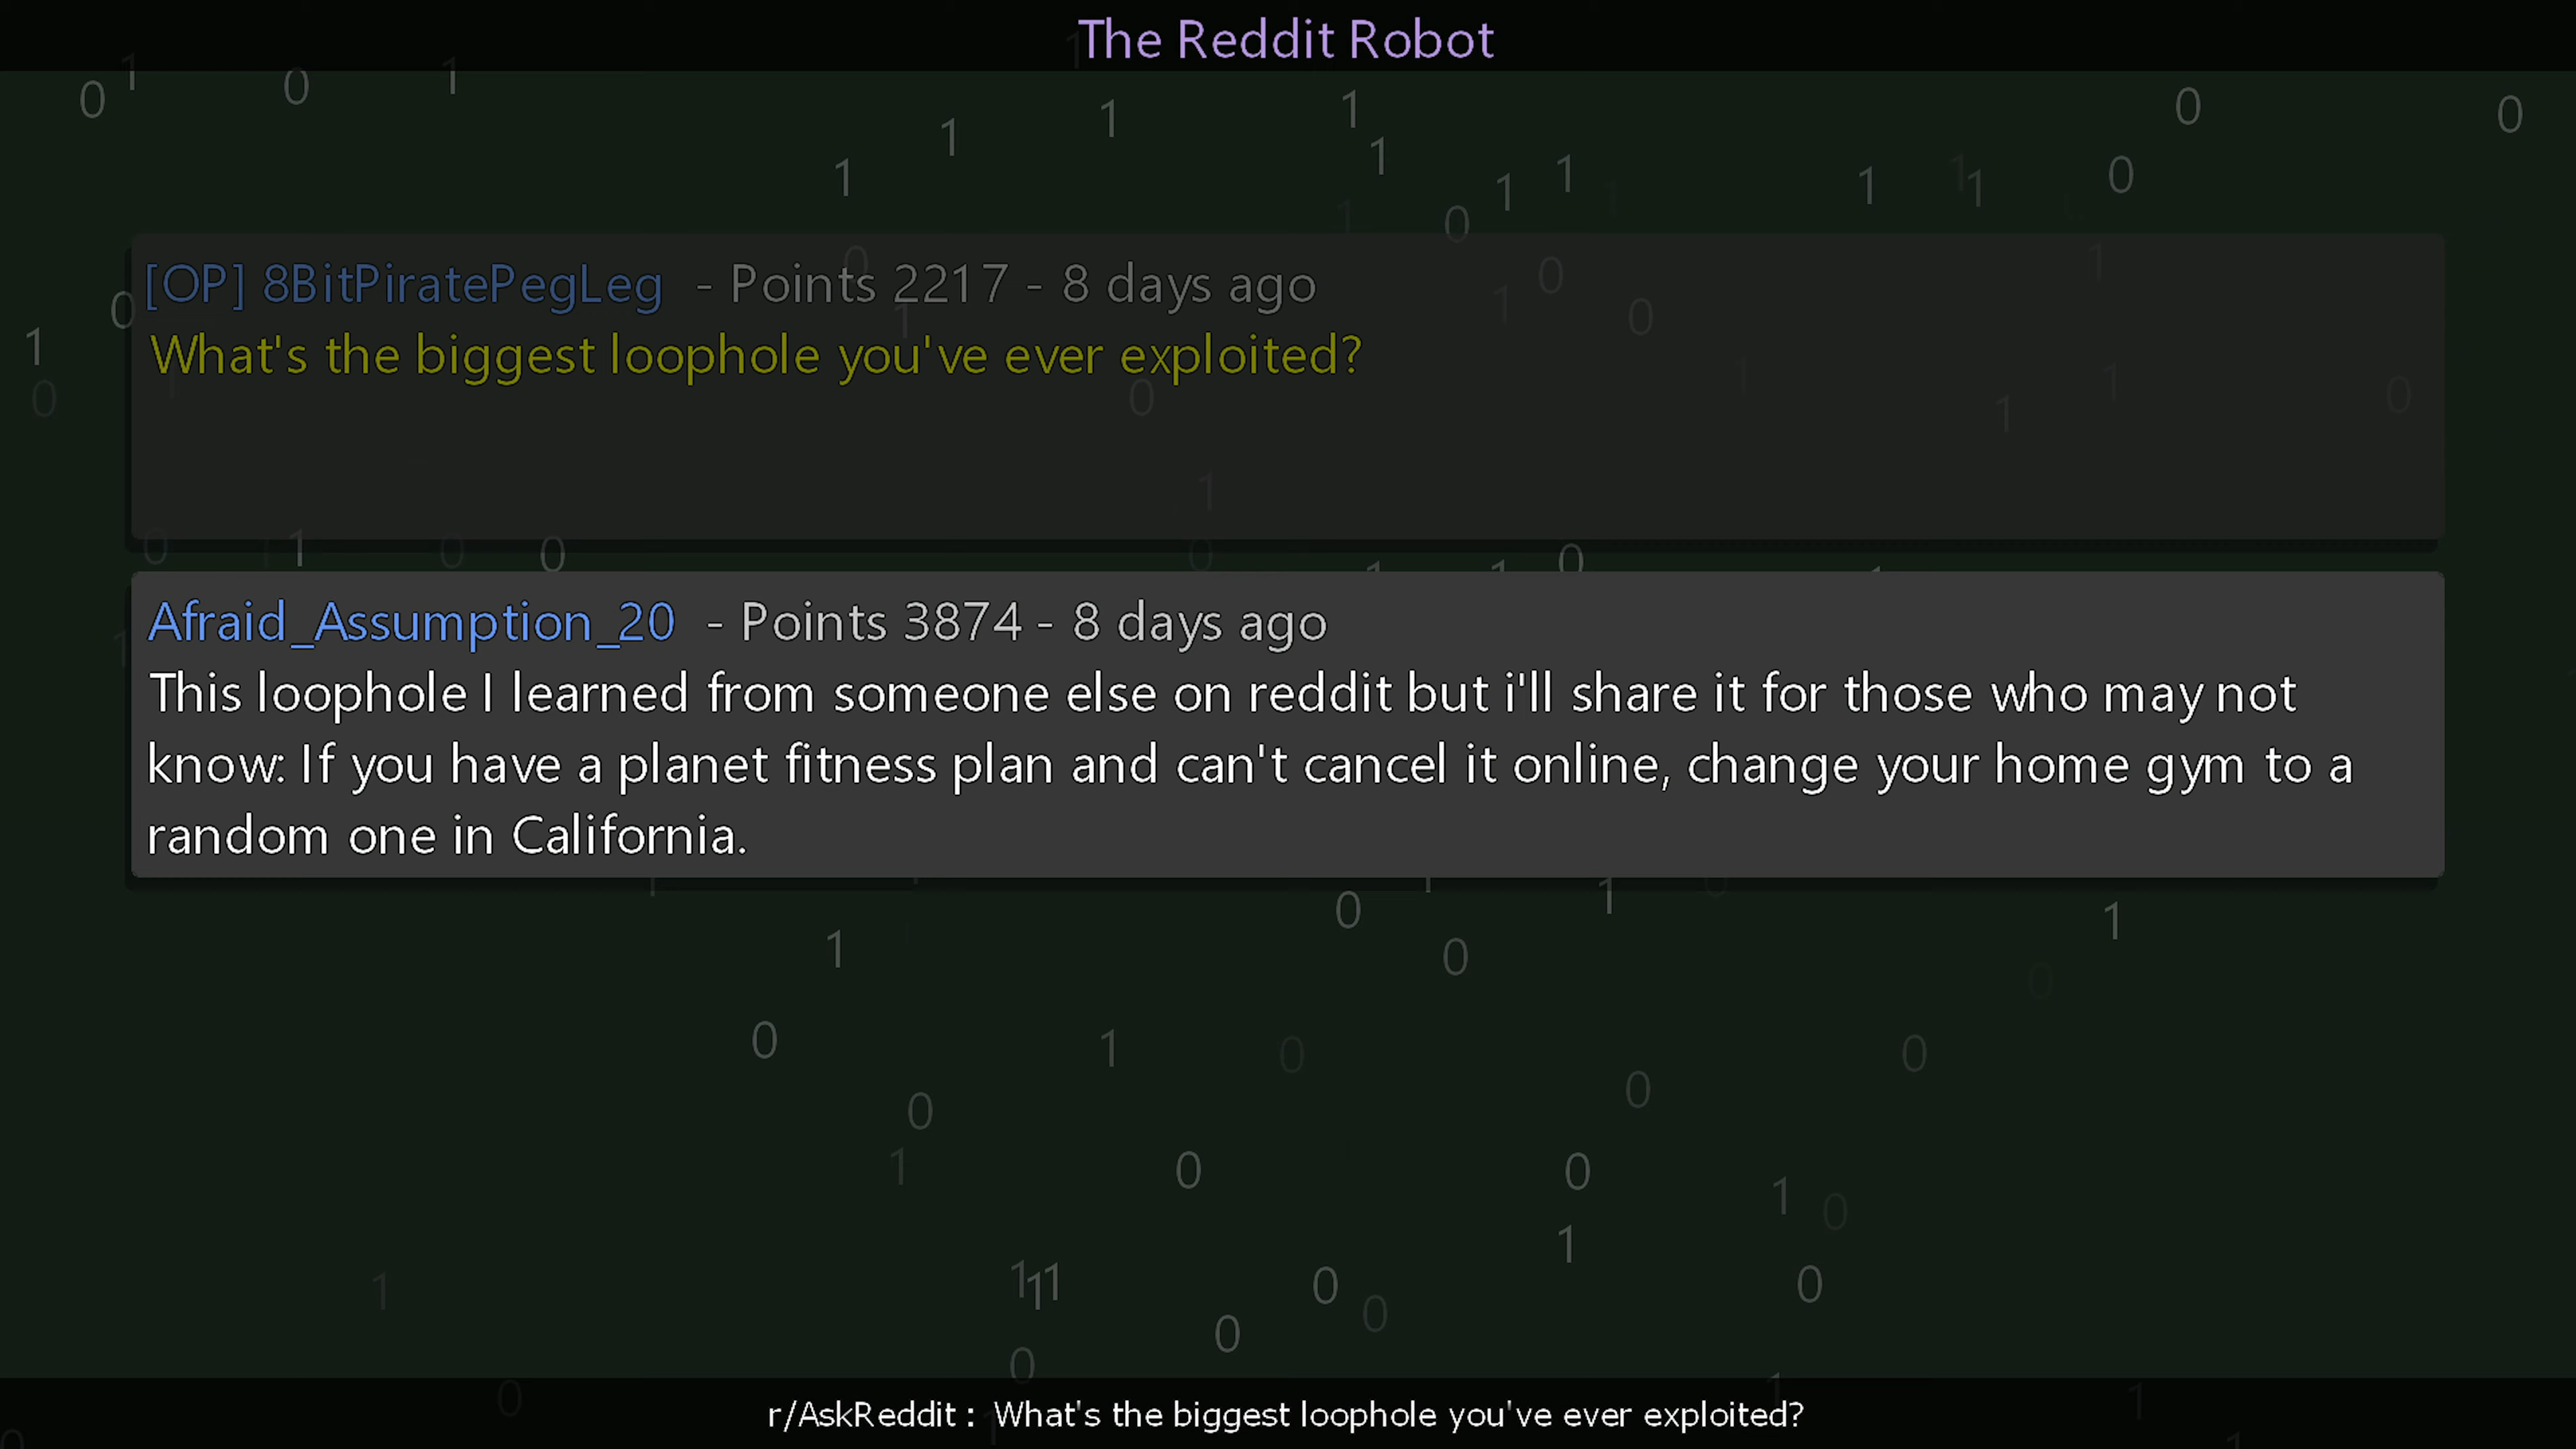 The Reddit Robot
[OP] 8BitPiratePegLeg - Points 2217 - 8 days ago
What's the biggest loophole you've ever exploited?
Afraid_Assumption_20 - Points 3874 - 8 days ago
This loophole I learned from someone else on reddit but i'll share it for those who may not
know: If you have a planet fitness plan and can't cancel it online, change your home gym to a
random one in California.
r/AskReddit : What's the biggest loophole you've ever exploited?